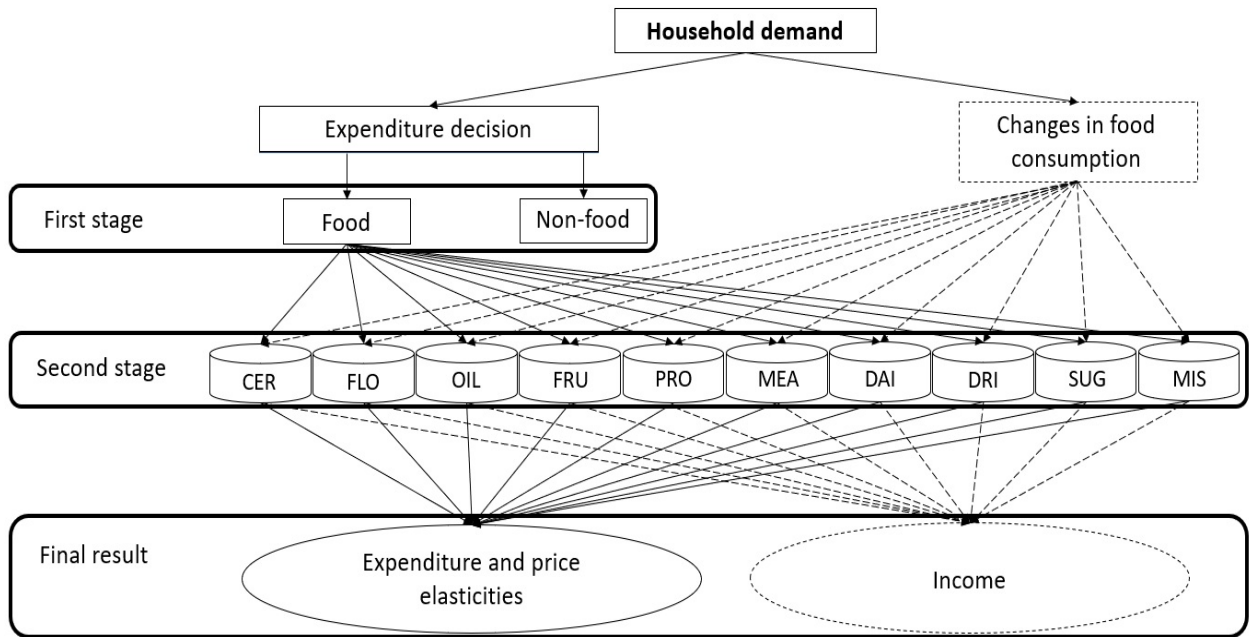 Household demand
Expenditure decision
Changes in food
consumption
First stage
Food
Non-food
Second stage
CER
FLO
OIL
FRU
PRO
MEA
DAI
DRI
SUG
MIS
Final result
Expenditure and price
elasticities
Income